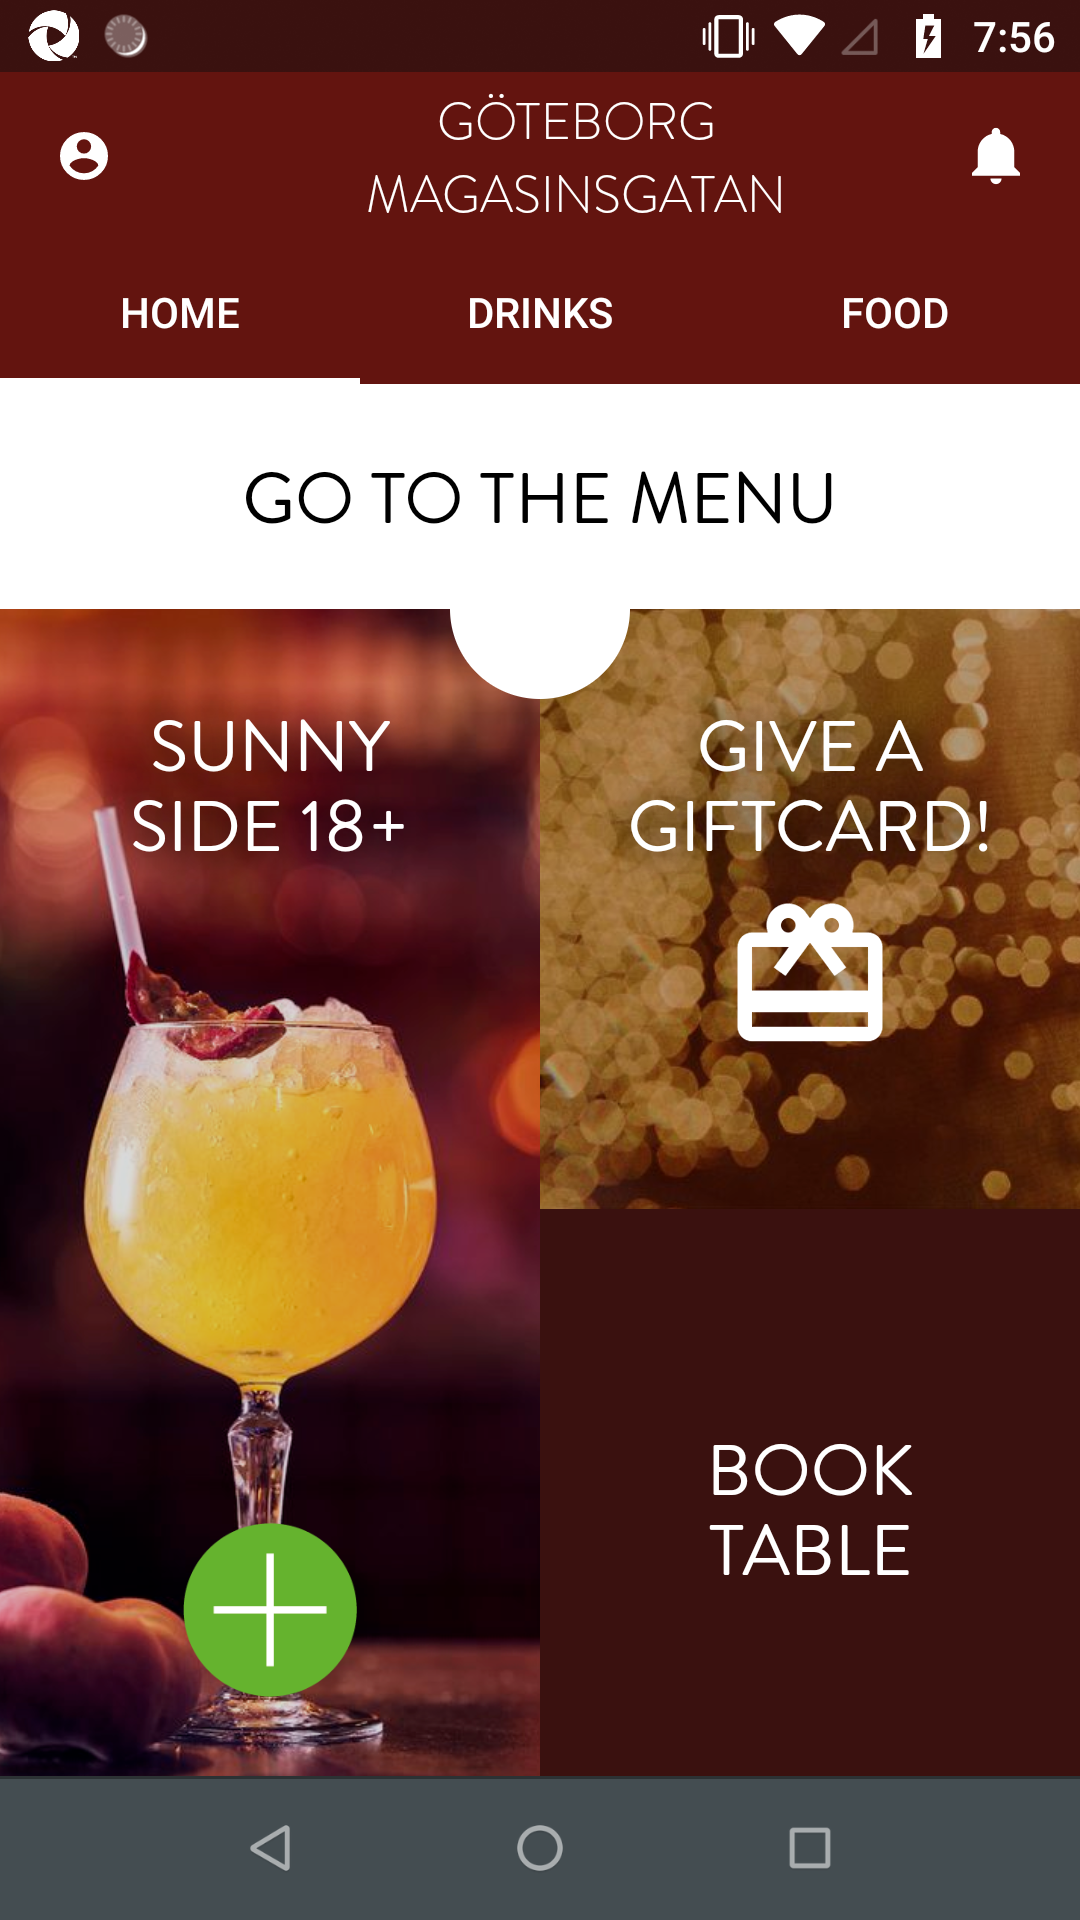 7:56
GÖTEBORG
MAGASINSGATAN
HOME
DRINKS
FOOD
GO TO THE MENU
SUNNY
SIDE 18+
GIVE A
GIFTCARD!
BOOK
TABLE